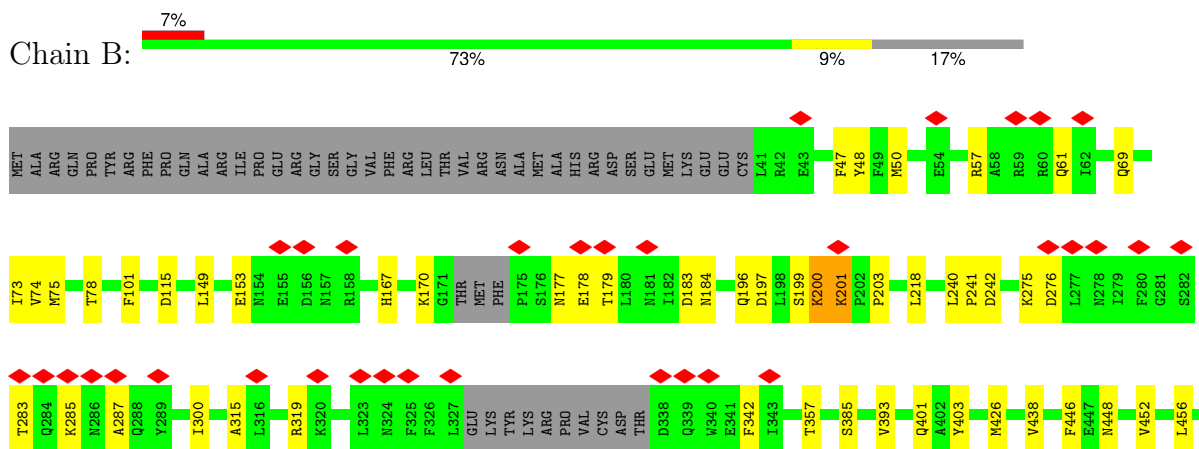 7%
Chain B:
73% 9% 17%
MET ALA ARG GLN PRO TYR ARG PHE PRO GLN ALA ARG ILE PRO GLU ARG GLY SER GLY VAL PHE ARG LEU THR VAL ARG ASN ALA MET ALA HIS ARG ASP SER GLU MET LYS GLU GLU CYS L41 R42 E43 F47 Y48 F49 M50 E54 R57 A58 R59 R60 Q61 I62 Q69
I73 V74 M75 T78 F101 D115 L149 E153 N154 E155 D156 N157 R158 H167 K170 G171 THR MET PHE P175 S176 N177 E178 T179 L180 N181 I182 D183 N184 Q196 D197 L198 S199 K200 K201 P202 P203 L218 L240 P241 D242 K275 D276 L277 N278 I279 F280 G281 S282
T283 Q284 K285 N286 A287 Q288 Y289 I300 A315 L316 R319 K320 L323 N324 F325 F326 L327 GLU LYS TYR LYS ARG PRO VAL CYS ASP THR D338 Q339 W340 E341 F342 I343 T357 S385 V393 Q401 A402 Y403 M426 V438 F446 E447 N448 V452 L456